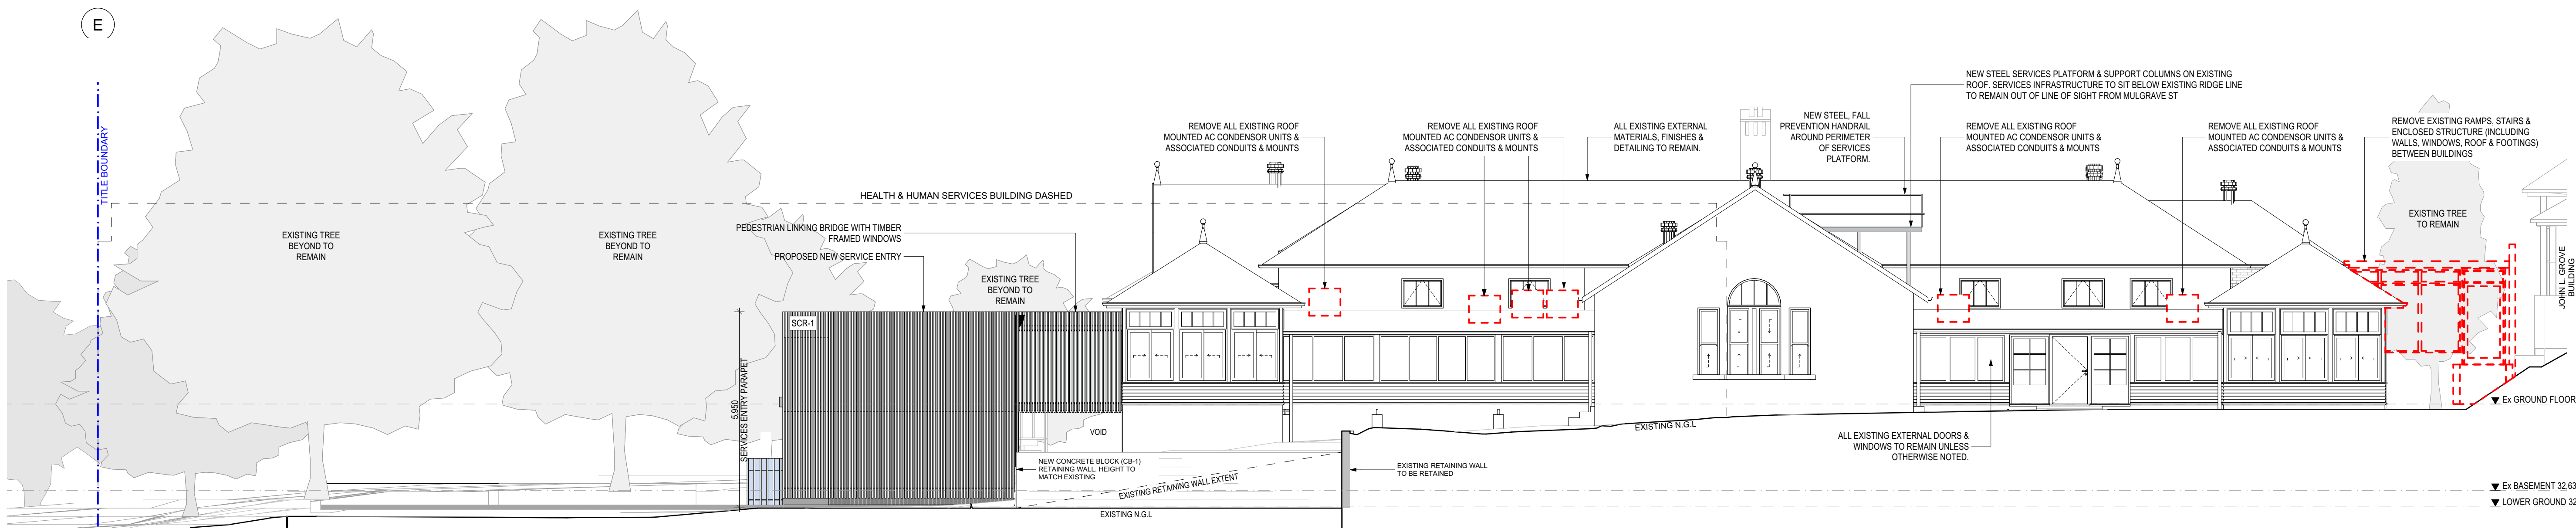 E
TITLE BOUNDARY
EXISTING TREE
BEYOND TO
REMAIN
EXISTING TREE
BEYOND TO
REMAIN
HEALTH & HUMAN SERVICES BUILDING DASHED
PEDESTRIAN LINKING BRIDGE WITH TIMBER
FRAMED WINDOWS
PROPOSED NEW SERVICE ENTRY
EXISTING TREE
BEYOND TO
REMAIN
SCR-1
5,950
SERVICES ENTRY PARAPET
VOID
NEW CONCRETE BLOCK (CB-1)
RETAINING WALL. HEIGHT TO
MATCH EXISTING
EXISTING RETAINING WALL EXTENT
EXISTING N.G.L
EXISTING RETAINING WALL
TO BE RETAINED
REMOVE ALL EXISTING ROOF
MOUNTED AC CONDENSOR UNITS &
ASSOCIATED CONDUITS & MOUNTS
REMOVE ALL EXISTING ROOF
MOUNTED AC CONDENSOR UNITS &
ASSOCIATED CONDUITS & MOUNTS
ALL EXISTING EXTERNAL
MATERIALS, FINISHES &
DETAILING TO REMAIN.
NEW STEEL, FALL
PREVENTION HANDRAIL
AROUND PERIMETER
OF SERVICES
PLATFORM.
NEW STEEL SERVICES PLATFORM & SUPPORT COLUMNS ON EXISTING
ROOF. SERVICES INFRASTRUCTURE TO SIT BELOW EXISTING RIDGE LINE
TO REMAIN OUT OF LINE OF SIGHT FROM MULGRAVE ST
REMOVE ALL EXISTING ROOF
MOUNTED AC CONDENSOR UNITS &
ASSOCIATED CONDUITS & MOUNTS
REMOVE ALL EXISTING ROOF
MOUNTED AC CONDENSOR UNITS &
ASSOCIATED CONDUITS & MOUNTS
REMOVE EXISTING RAMPS, STAIRS &
ENCLOSED STRUCTURE (INCLUDING
WALLS, WINDOWS, ROOF & FOOTINGS)
BETWEEN BUILDINGS
EXISTING TREE
TO REMAIN
JOHN L. GROVE
BUILDING
EXISTING N.G.L
ALL EXISTING EXTERNAL DOORS &
WINDOWS TO REMAIN UNLESS
OTHERWISE NOTED.
Ex GROUND FLOOR
Ex BASEMENT 32,63
LOWER GROUND 32